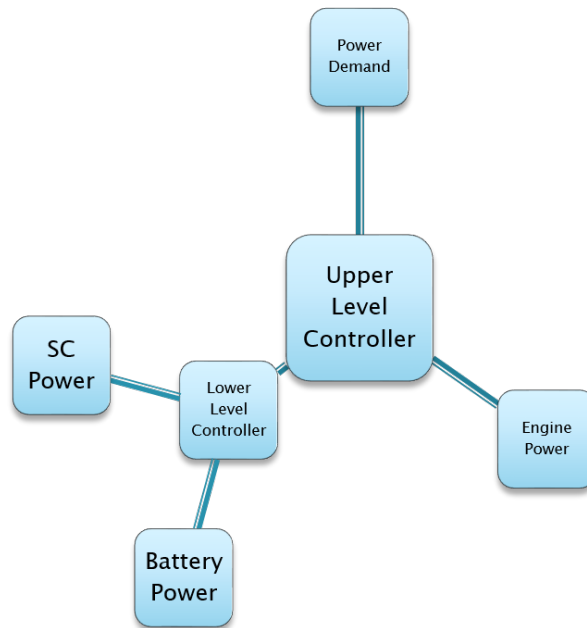 Power
Demand
Upper
Level
Controller
SC
Power
Lower
Level
Controller
Engine
Power
Battery
Power